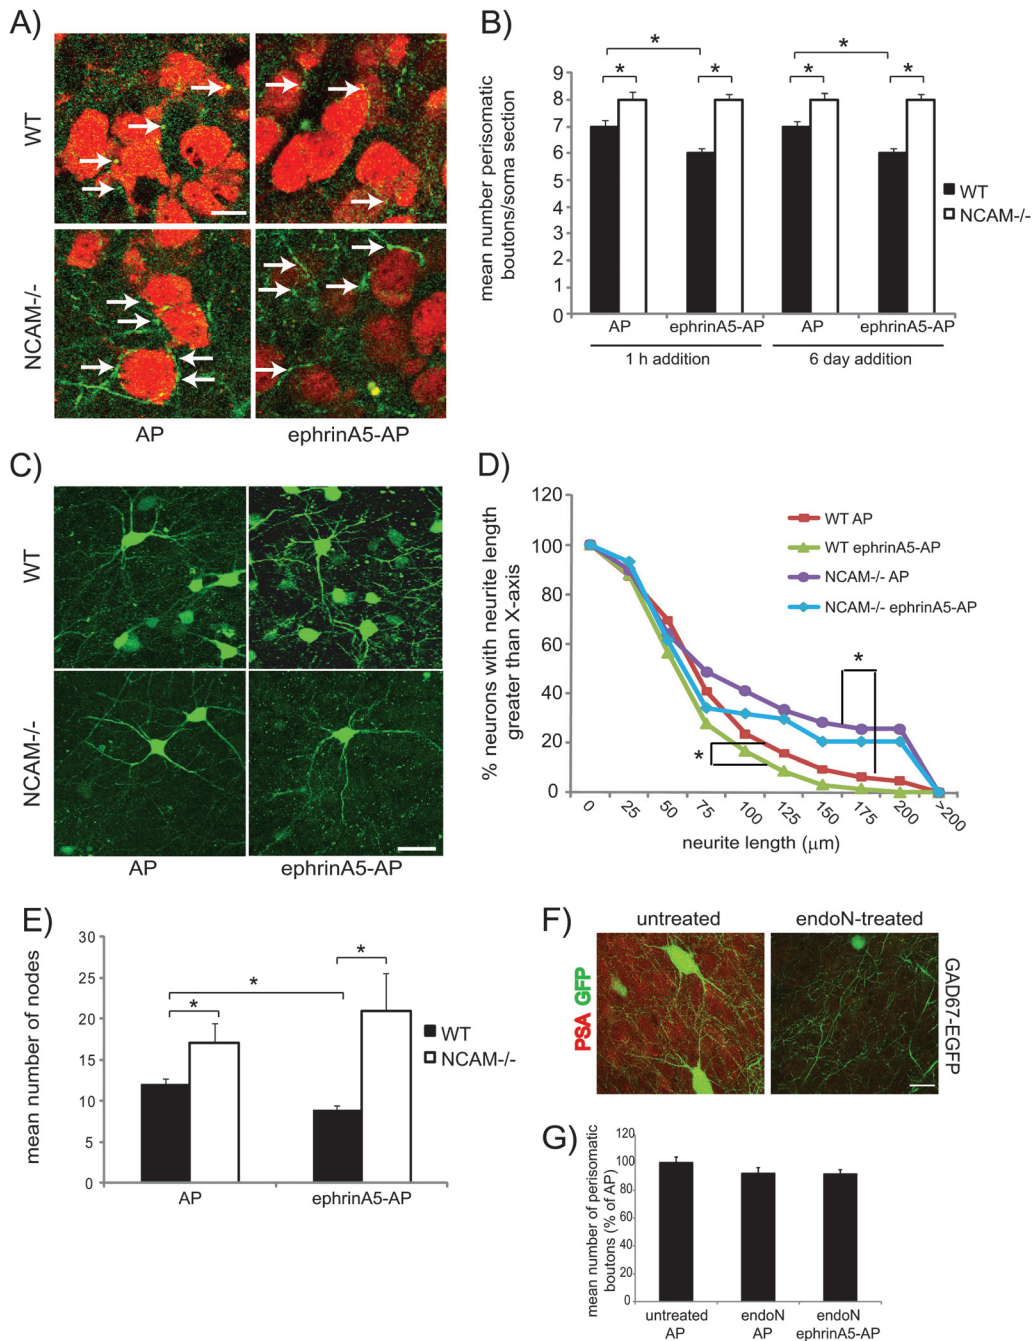 A)
WT
NCAM-/-
AP
ephrinA5-AP
B)
mean number perisomatic
boutons/soma section
9
8
7
6
5
4
3
2
1
0
*
*
*
*
*
*
WT
NCAM-/-
AP
ephrinA5-AP
AP
ephrinA5-AP
1 h addition
6 day addition
C)
WT
NCAM-/-
AP
ephrinA5-AP
D)
% neurons with neurite length
greater than X-axis
120
100
80
60
40
20
0
WT AP
WT ephrinA5-AP
NCAM-/- AP
NCAM-/- ephrinA5-AP
*
*
0
25
50
75
100
125
150
175
200
>200
neurite length (μm)
E)
mean number of nodes
30
25
20
15
10
5
0
*
*
*
WT
NCAM-/-
AP
ephrinA5-AP
F)
untreated
endoN-treated
PSA GFP
GAD67-EGFP
G)
mean number of perisomatic
boutons (% of AP)
120
100
80
60
40
20
0
untreated
AP
endoN
AP
endoN
ephrinA5-AP